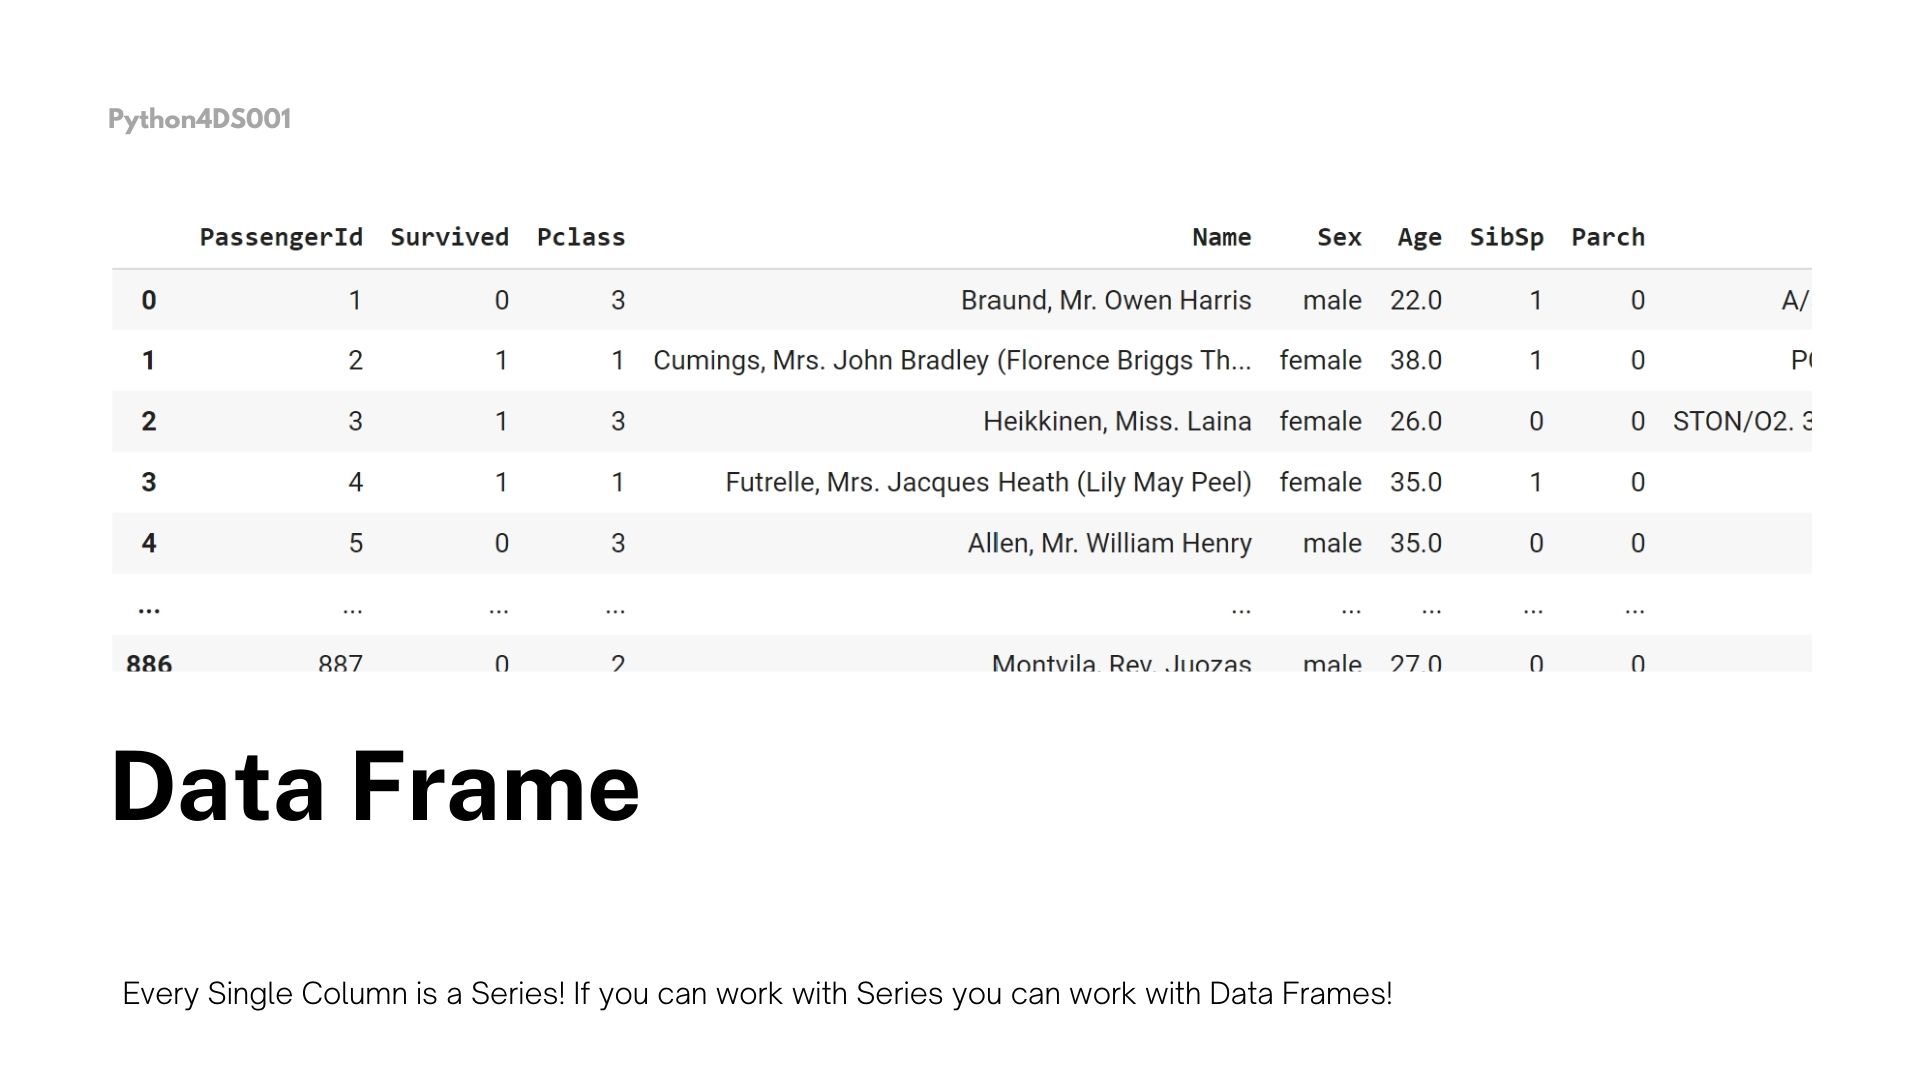 Python4DS001
PassengerId Survived Pclass Name Sex Age SibSp Parch
0 1 0 3 Braund, Mr. Owen Harris male 22.0 1 0 A/
1 2 1 1 Cumings, Mrs. John Bradley (Florence Briggs Th... female 38.0 1 0 P
2 3 1 3 Heikkinen, Miss. Laina female 26.0 0 0 STON/O2. 3
3 4 1 1 Futrelle, Mrs. Jacques Heath (Lily May Peel) female 35.0 1 0
4 5 0 3 Allen, Mr. William Henry male 35.0 0 0
... ... ... ... ... ... ... ... ...
886 887 0 2 Montvila, Rev. Juozas male 27.0 0 0
Data Frame
Every Single Column is a Series! If you can work with Series you can work with Data Frames!